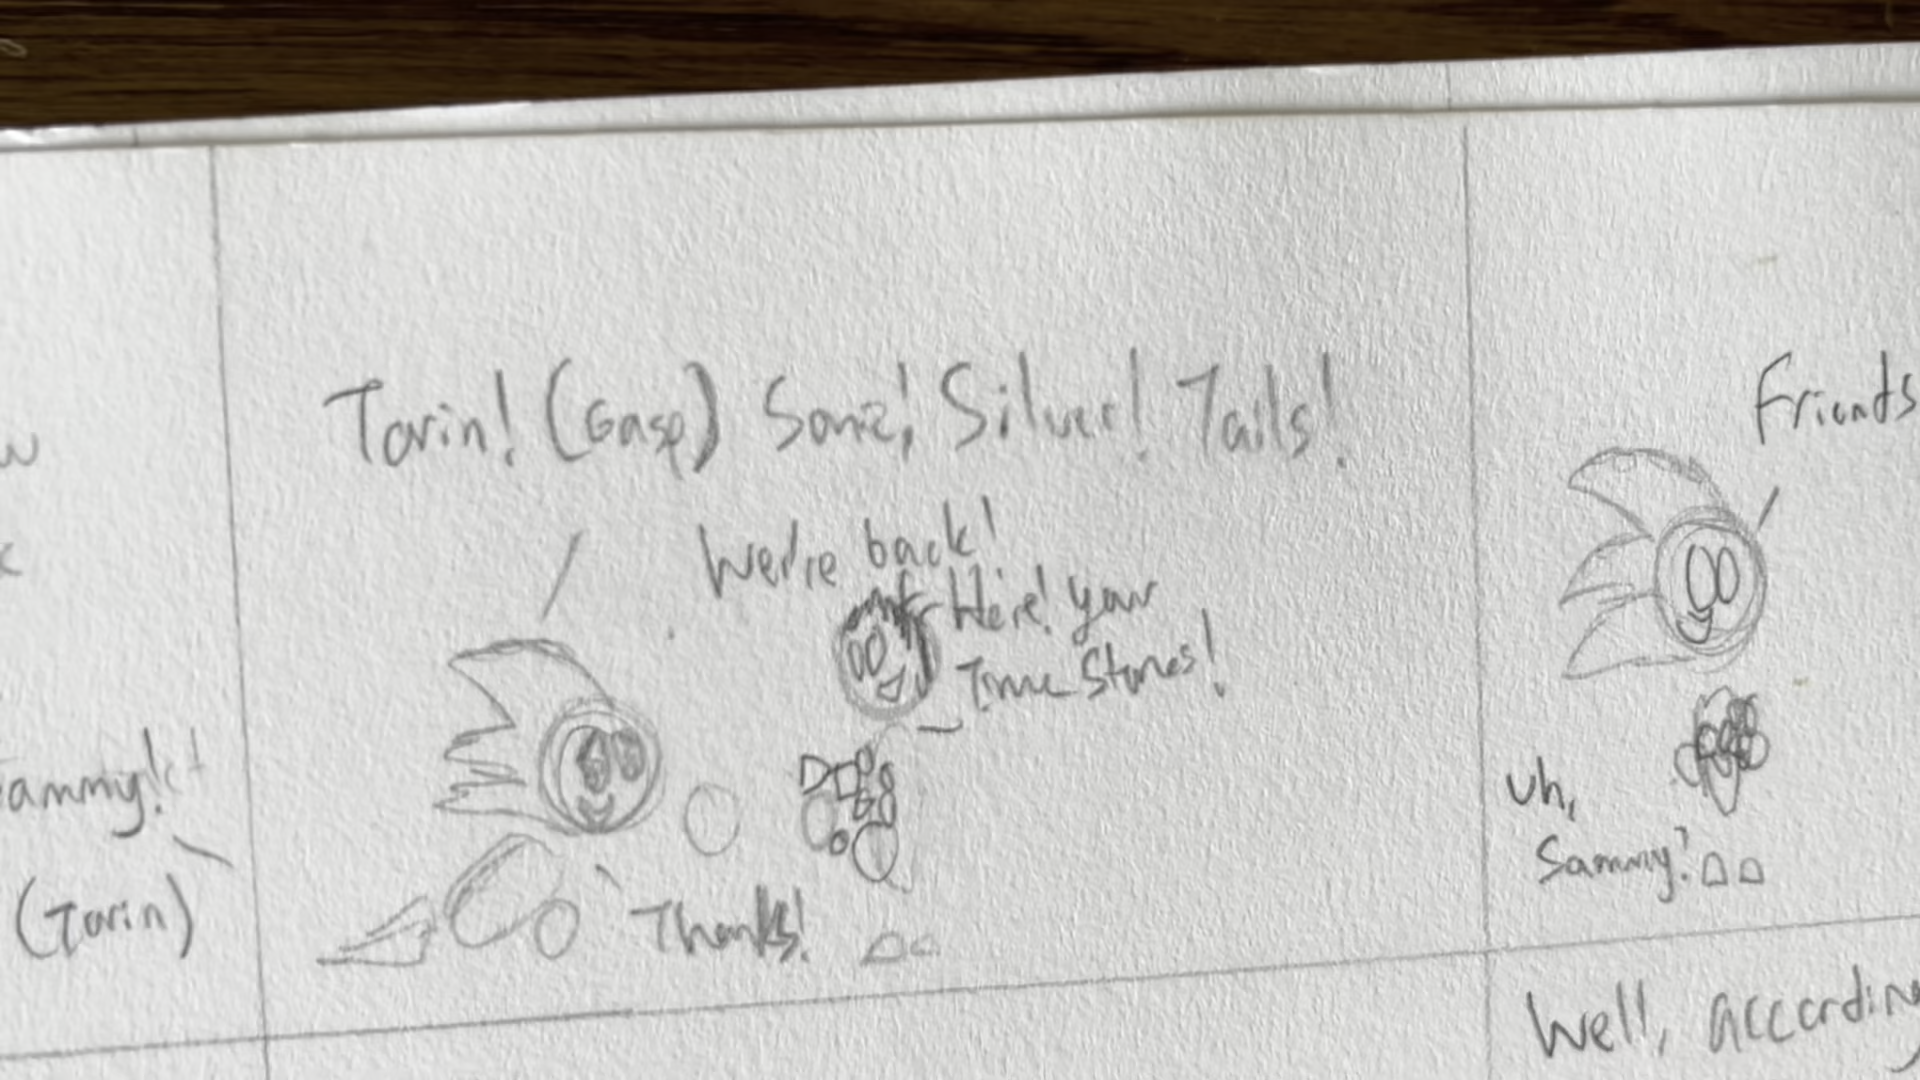 Torin! (Gasp) Sonic! Silver! Tails!
We're back!
Here! your
Time Stones!
Thanks!
ammy!
(Torin)
Friends
Uh,
Sammy?
Well, according